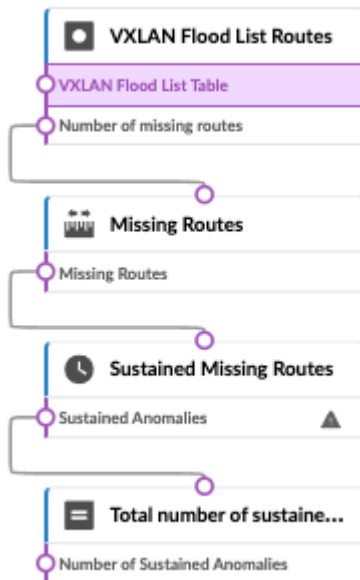 VXLAN Flood List Routes
VXLAN Flood List Table
Number of missing routes
Missing Routes
Missing Routes
Sustained Missing Routes
Sustained Anomalies
Total number of sustaine...
Number of Sustained Anomalies